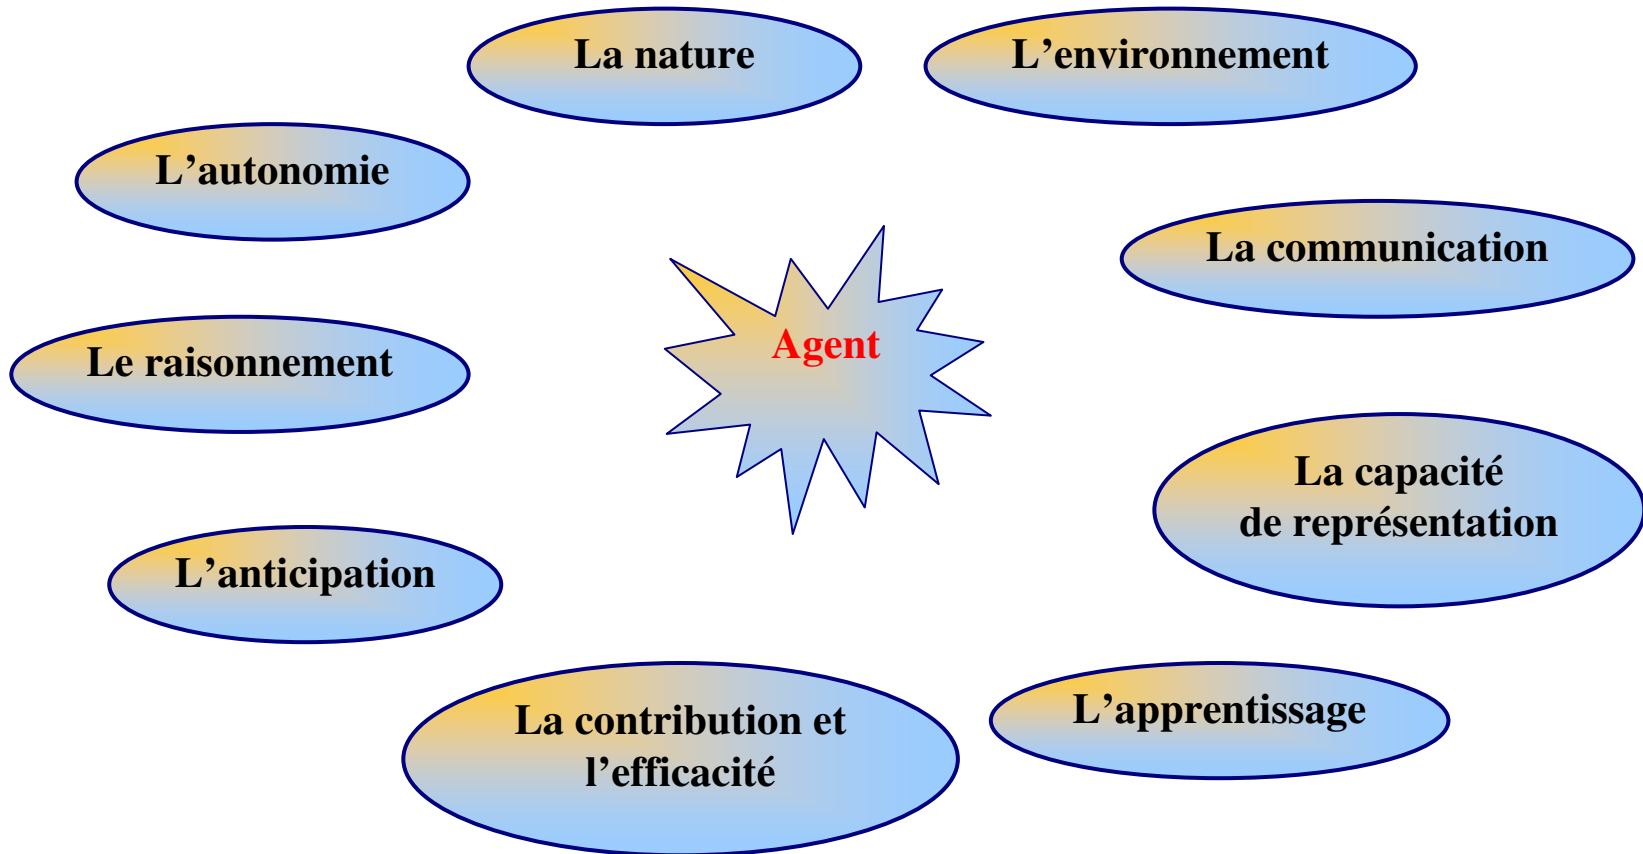 La nature
L’environnement
L’autonomie
La communication
Agent
Le raisonnement
La capacité
de représentation
L’anticipation
La contribution et
l’efficacité
L’apprentissage